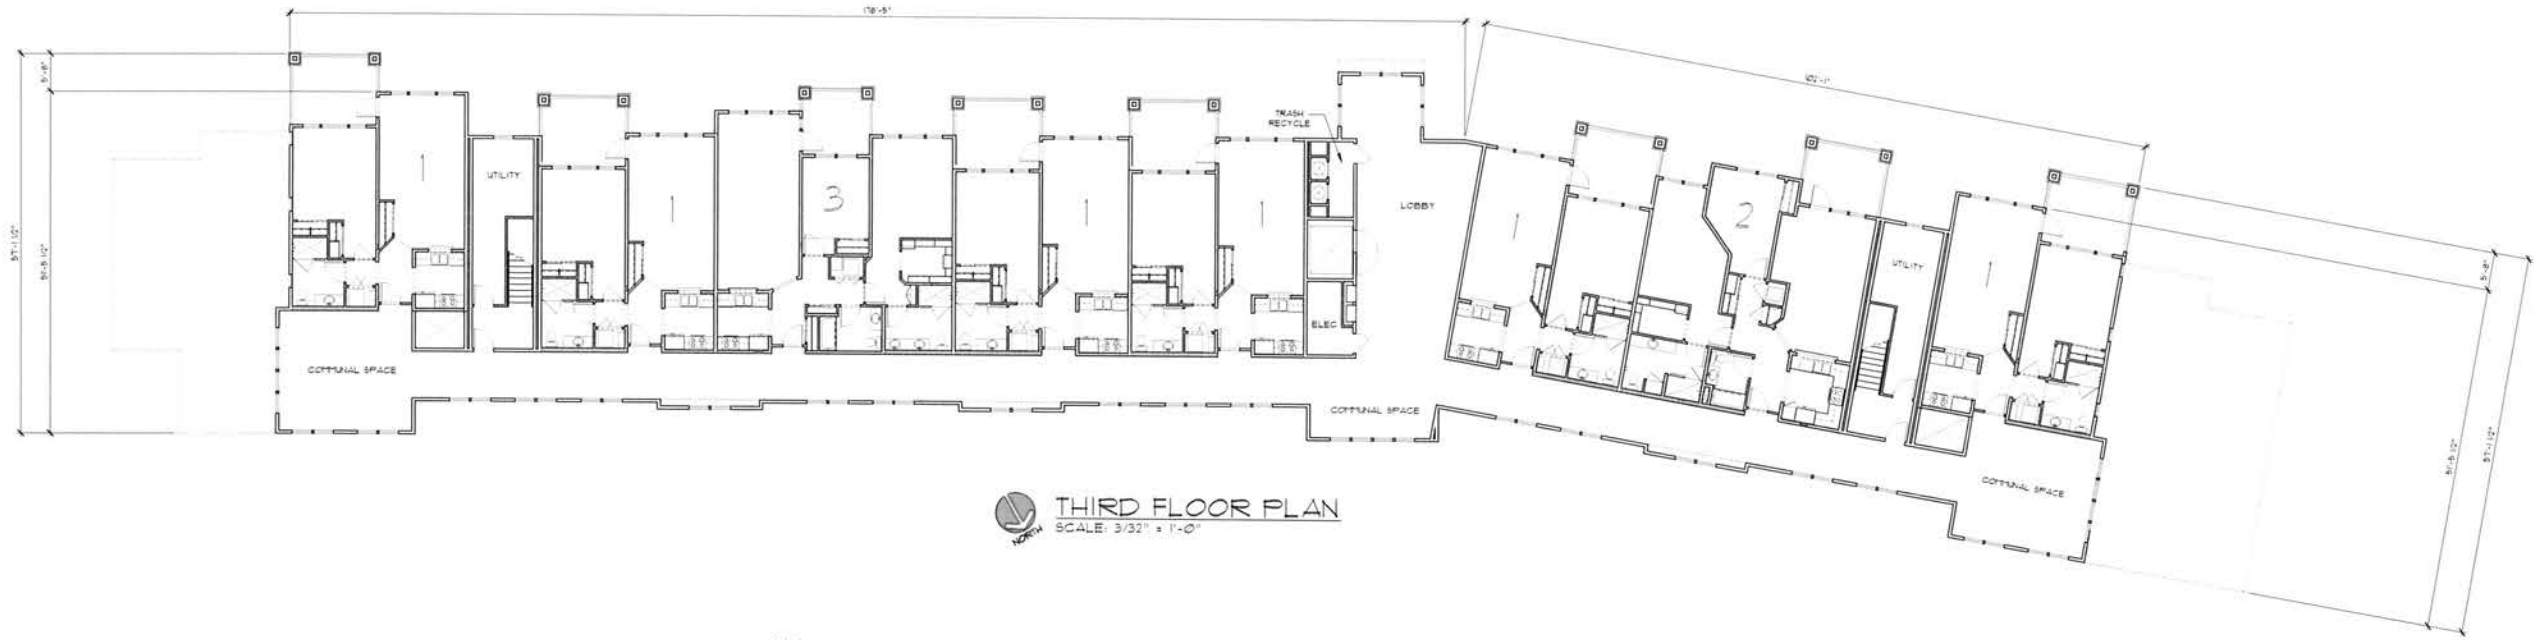 178'-5"
102'-1"
5'-8"
57'-1 1/2"
51'-5 1/2"
TRASH
RECYCLE
1
UTILITY
1
3
1
1
LOBBY
ELEC
1
2
UTILITY
1
5'-8"
51'-5 1/2"
57'-1 1/2"
COMMUNAL SPACE
COMMUNAL SPACE
COMMUNAL SPACE
THIRD FLOOR PLAN
SCALE: 3/32" = 1'-0"
NORTH